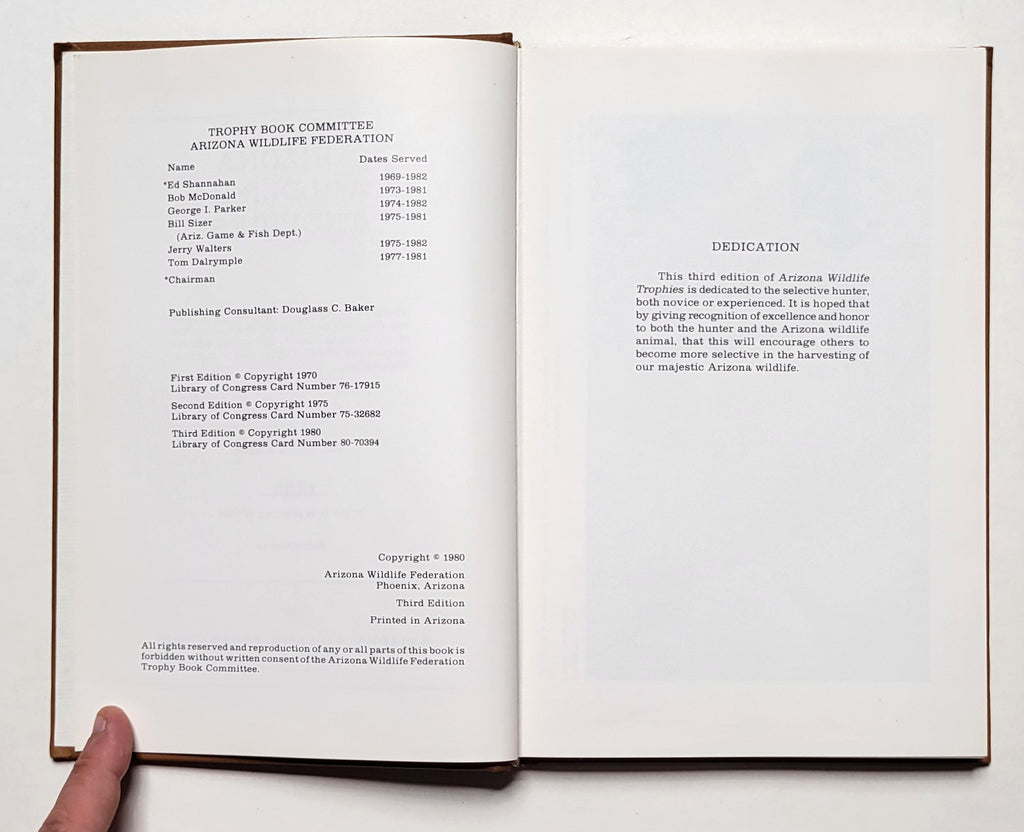 TROPHY BOOK COMMITTEE
ARIZONA WILDLIFE FEDERATION
Name Dates Served
*Ed Shannahan 1969-1982
Bob McDonald 1973-1981
George I. Parker 1974-1982
Bill Sizer 1975-1981
(Ariz. Game & Fish Dept.)
Jerry Walters 1975-1982
Tom Dalrymple 1977-1981
*Chairman
Publishing Consultant: Douglass C. Baker
First Edition © Copyright 1970
Library of Congress Card Number 76-17915
Second Edition © Copyright 1975
Library of Congress Card Number 75-32682
Third Edition © Copyright 1980
Library of Congress Card Number 80-70394
Copyright © 1980
Arizona Wildlife Federation
Phoenix, Arizona
Third Edition
Printed in Arizona
All rights reserved and reproduction of any or all parts of this book is
forbidden without written consent of the Arizona Wildlife Federation
Trophy Book Committee.
DEDICATION
This third edition of Arizona Wildlife
Trophies is dedicated to the selective hunter,
both novice or experienced. It is hoped that
by giving recognition of excellence and honor
to both the hunter and the Arizona wildlife
animal, that this will encourage others to
become more selective in the harvesting of
our majestic Arizona wildlife.